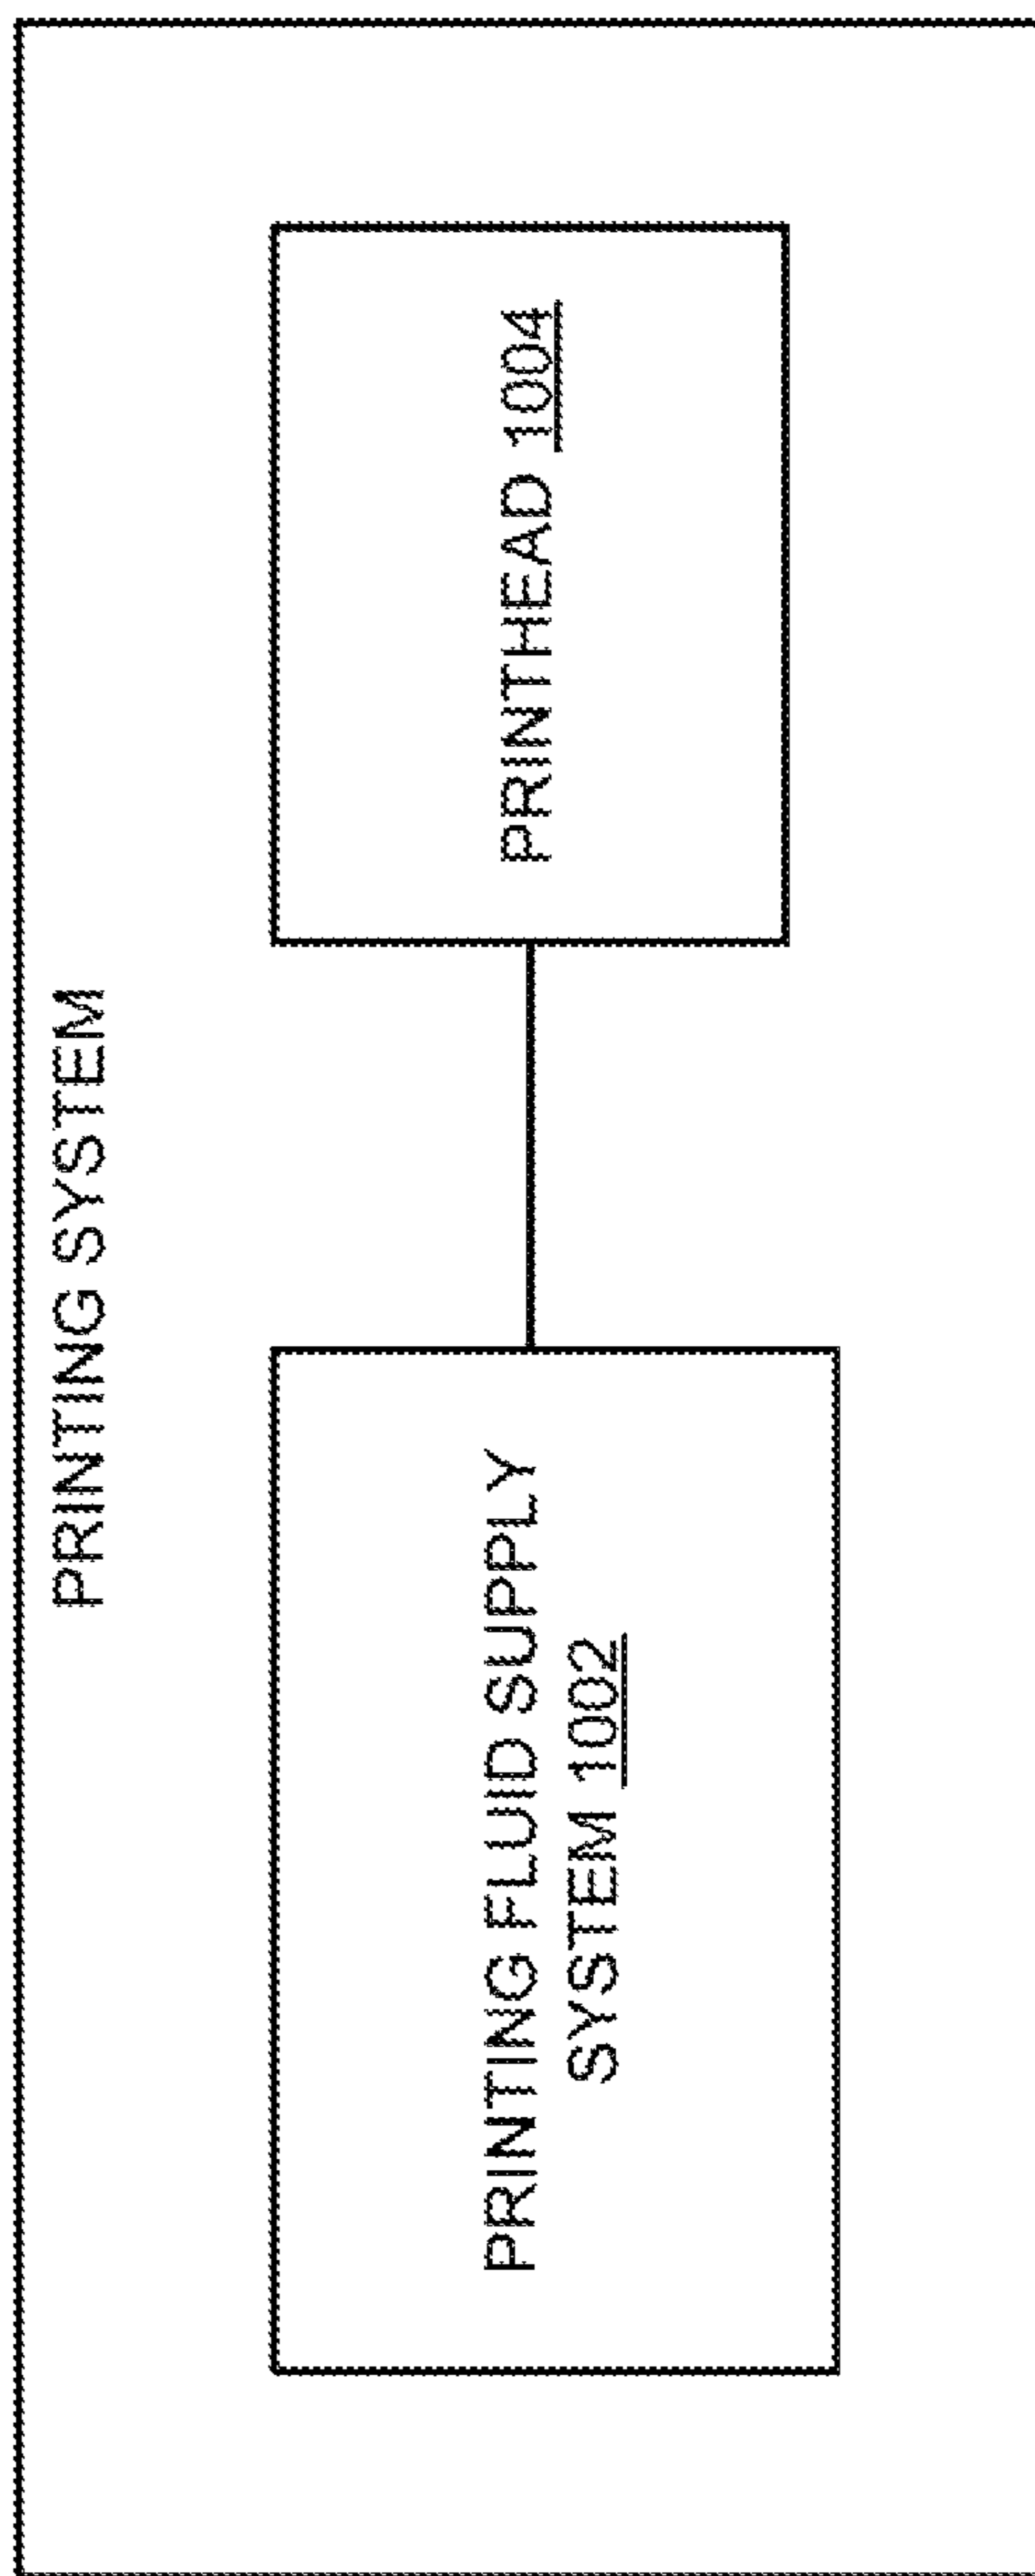 PRINTING SYSTEM
PRINTING FLUID SUPPLY
SYSTEM 1002
PRINTHEAD 1004